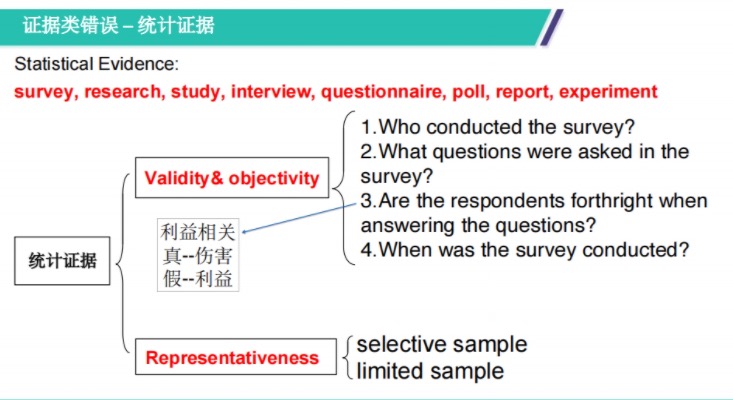 证据类错误 – 统计证据
Statistical Evidence:
survey, research, study, interview, questionnaire, poll, report, experiment
统计证据
Validity& objectivity
1.Who conducted the survey?
2.What questions were asked in the
survey?
3.Are the respondents forthright when
answering the questions?
4.When was the survey conducted?
利益相关
真--伤害
假--利益
Representativeness
selective sample
limited sample